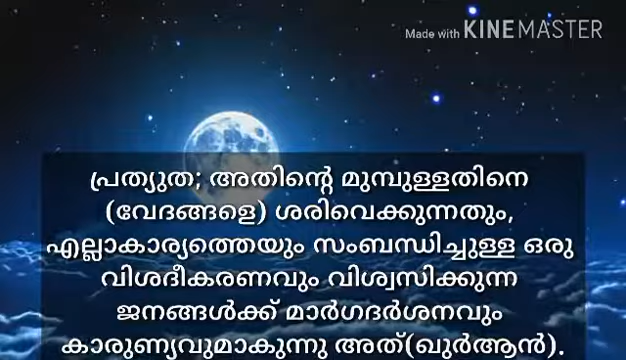 Made with KINEMASTER
പ്രത്യുത; അതിന്റെ മുമ്പുള്ളതിനെ
(വേദങ്ങളെ) ശരിവെക്കുന്നതും,
എല്ലാകാര്യത്തെയും സംബന്ധിച്ചുള്ള ഒരു
വിശദീകരണവും വിശ്വസിക്കുന്ന
ജനങ്ങൾക്ക് മാർഗദർശനവും
കാരുണ്യവുമാകുന്നു അത്(ഖുർആൻ).